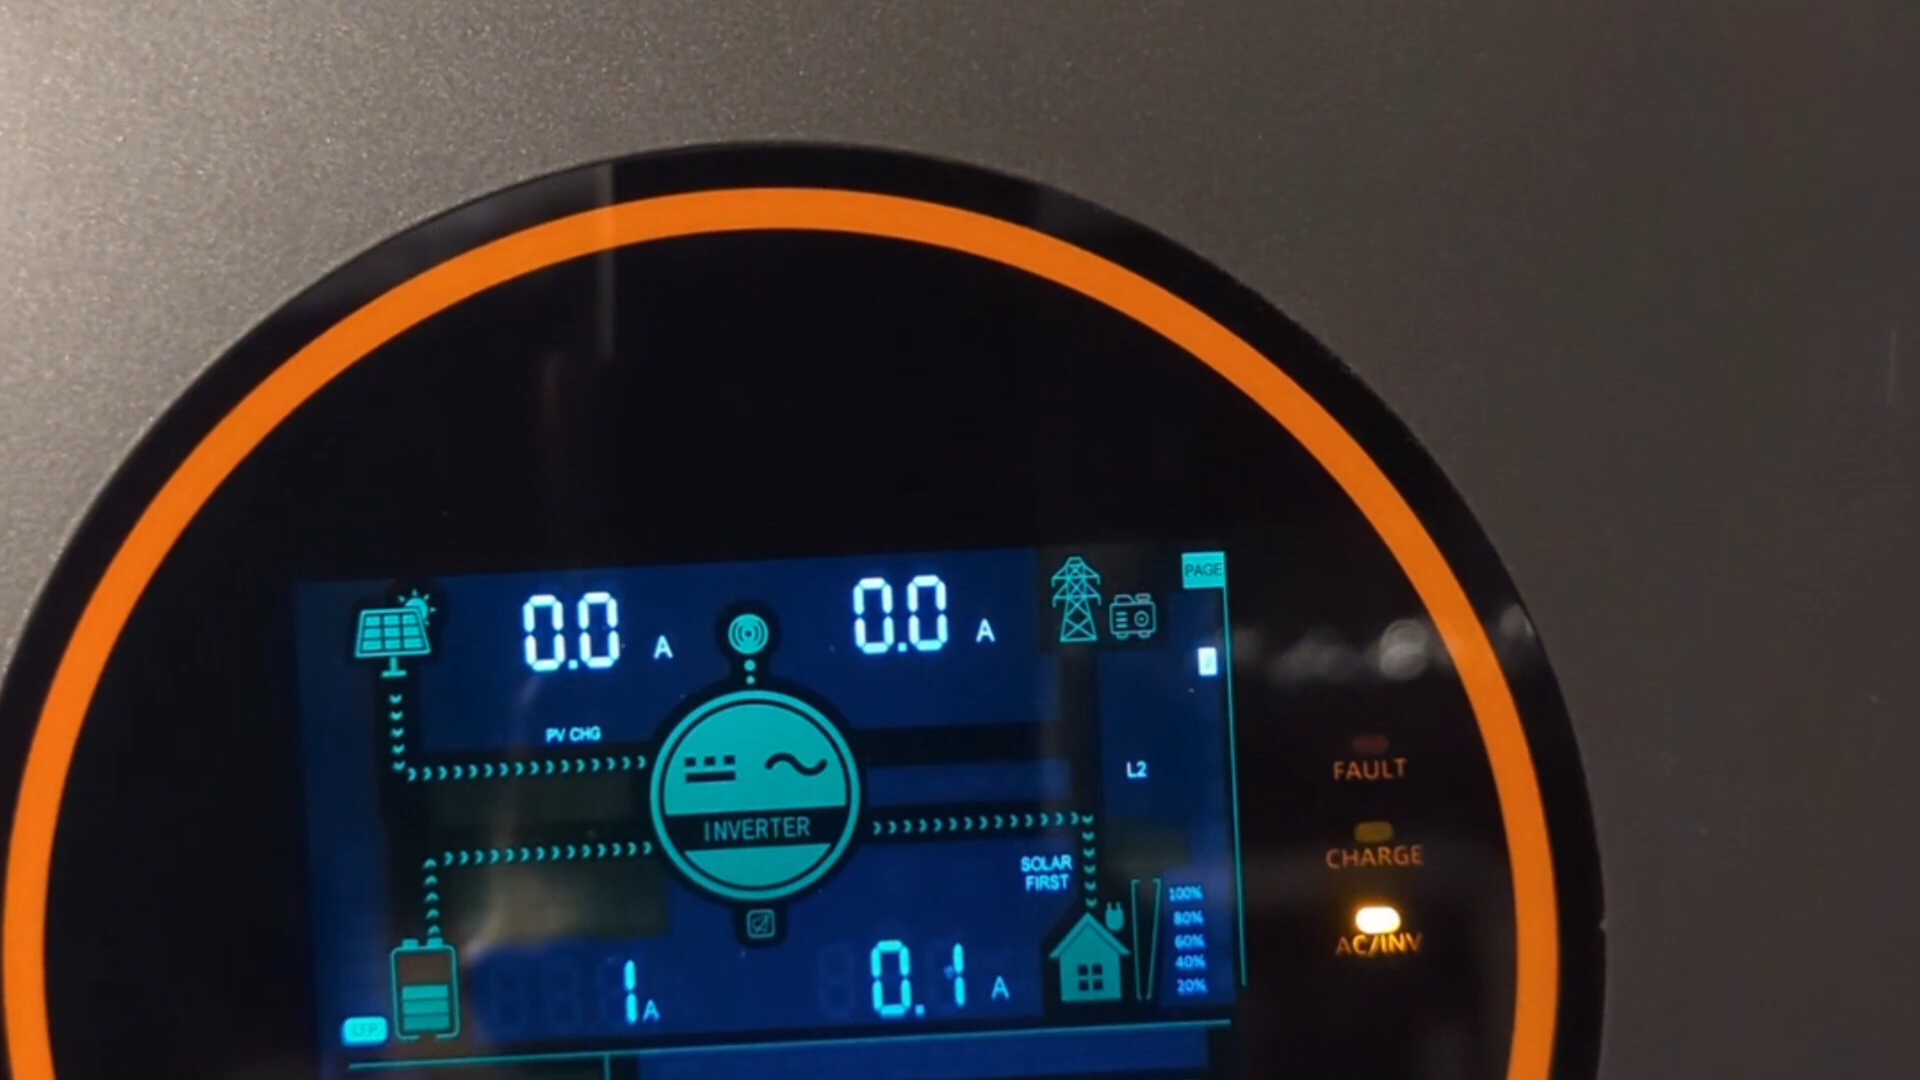 PAGE
0.0 A
0.0 A
PV CHG
L2
INVERTER
SOLAR
FIRST
100%
80%
60%
40%
20%
1 A
0.1 A
LFP
FAULT
CHARGE
AC/INV